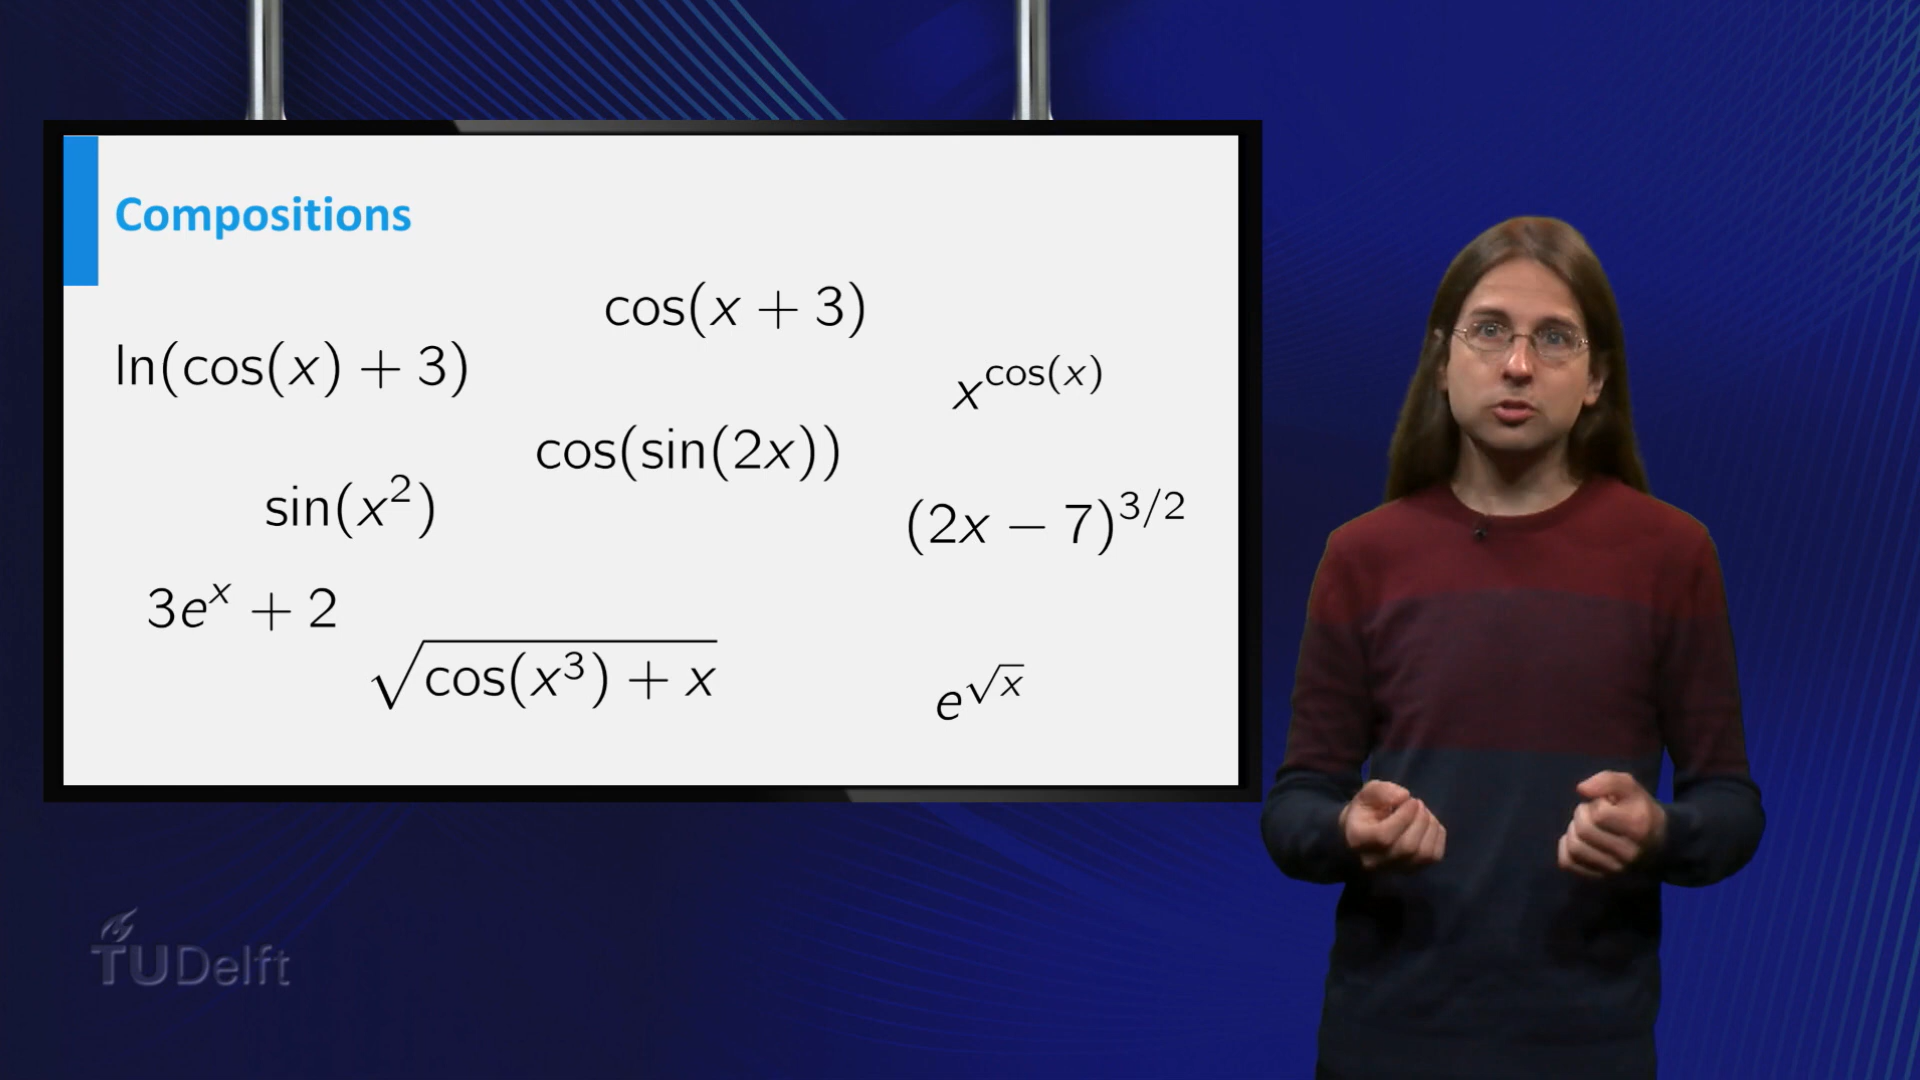 Compositions
cos(x + 3)
ln(cos(x) + 3)
x^cos(x)
cos(sin(2x))
sin(x²)
(2x − 7)^3/2
3eˣ + 2
√cos(x³) + x
e^√x
TUDelft